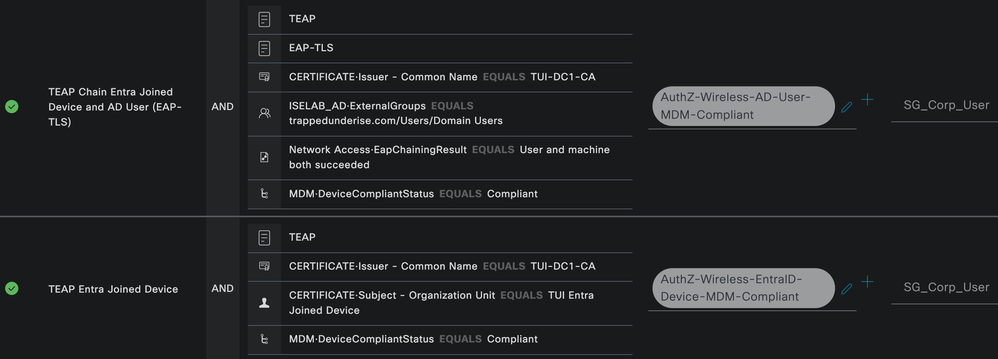 TEAP
EAP-TLS
CERTIFICATE·Issuer - Common Name EQUALS TUI-DC1-CA
TEAP Chain Entra Joined
Device and AD User (EAP-
TLS)
AND
ISELAB_AD·ExternalGroups EQUALS
trappedunderise.com/Users/Domain Users
AuthZ-Wireless-AD-User-
MDM-Compliant
SG_Corp_User
Network Access·EapChainingResult EQUALS User and machine
both succeeded
MDM·DeviceCompliantStatus EQUALS Compliant
TEAP
CERTIFICATE·Issuer - Common Name EQUALS TUI-DC1-CA
TEAP Entra Joined Device
AND
CERTIFICATE·Subject - Organization Unit EQUALS TUI Entra
Joined Device
AuthZ-Wireless-EntraID-
Device-MDM-Compliant
SG_Corp_User
MDM·DeviceCompliantStatus EQUALS Compliant